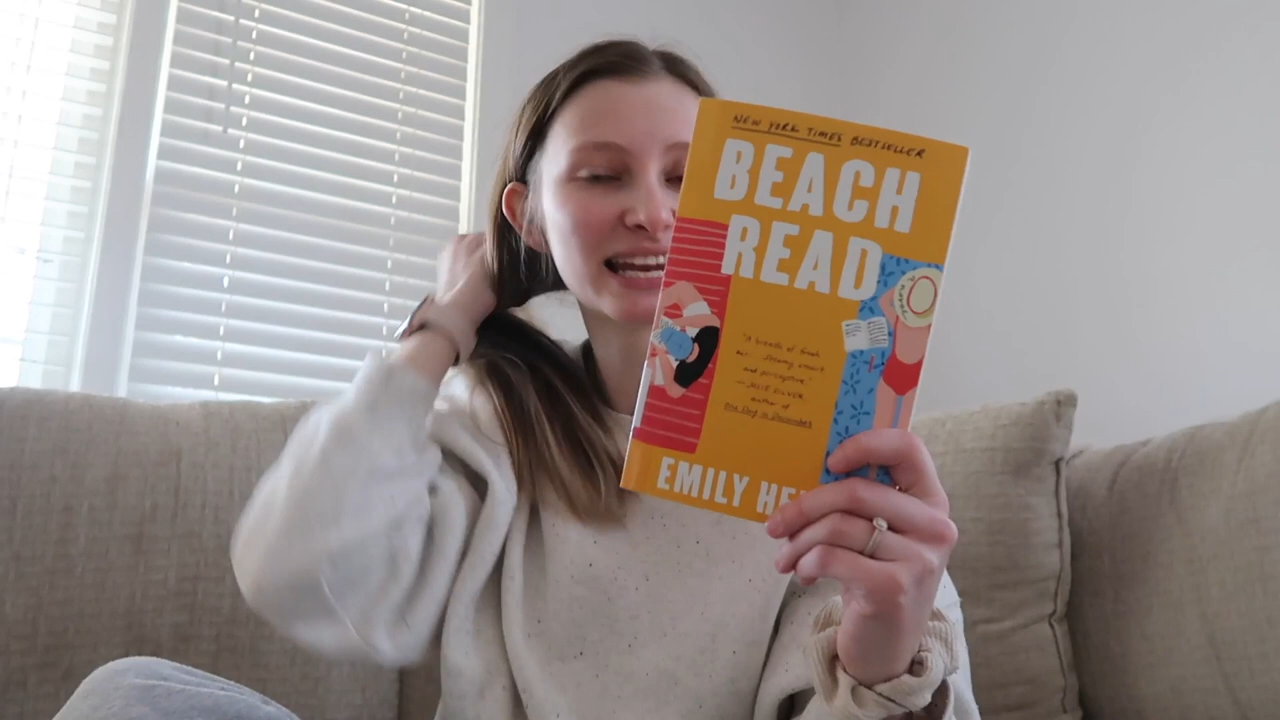 NEW YORK TIMES BESTSELLER
BEACH
READ
a novel
"A breath of fresh
air... Steamy, smart
and perceptive."
—JOSIE SILVER,
author of
One Day in December
EMILY HE